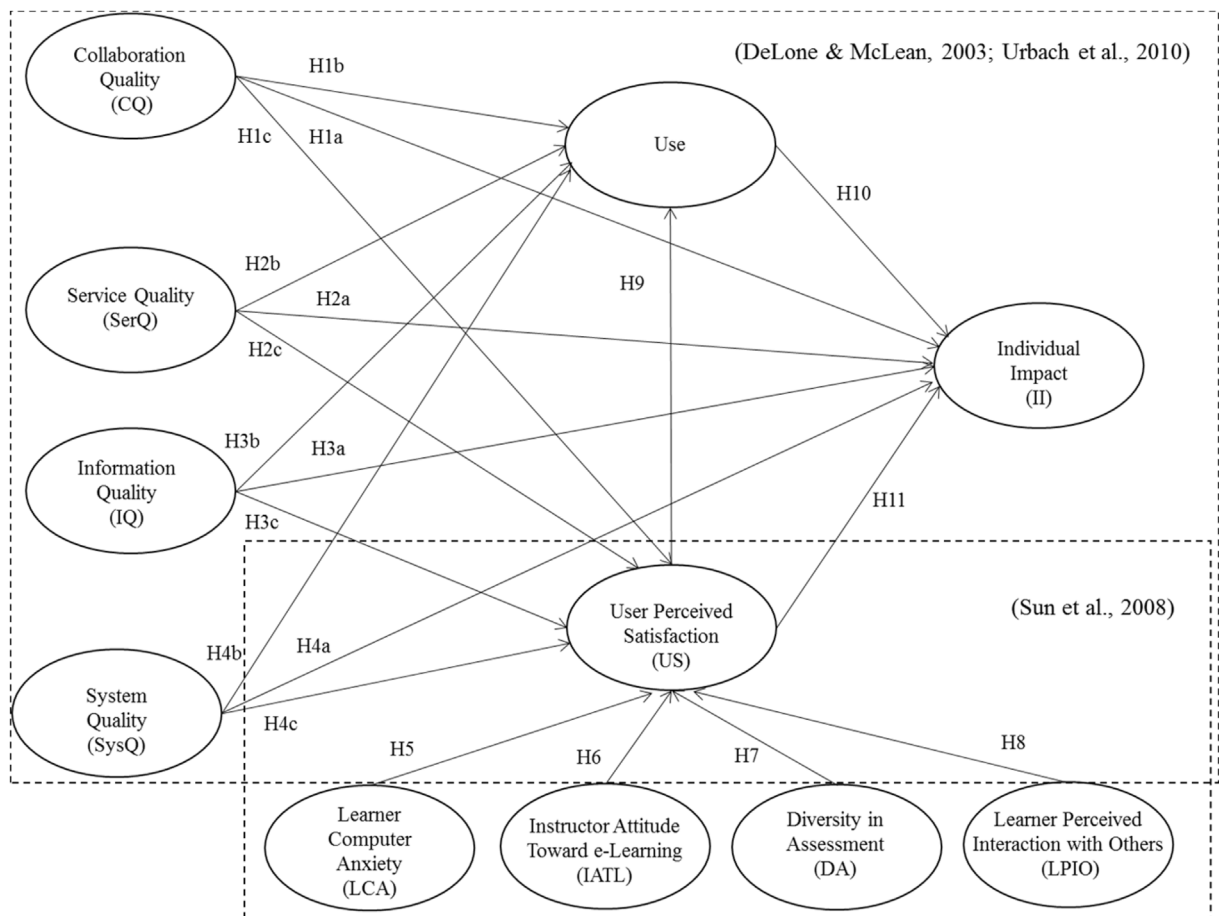 Collaboration
Quality
(CQ)
(DeLone & McLean, 2003; Urbach et al., 2010)
H1b
H1c
H1a
Use
H10
Service Quality
(SerQ)
H2b
H2a
H2c
H9
Individual
Impact
(II)
Information
Quality
(IQ)
H3b
H3a
H3c
H11
User Perceived
Satisfaction
(US)
(Sun et al., 2008)
System
Quality
(SysQ)
H4b
H4a
H4c
H5
H6
H7
H8
Learner
Computer
Anxiety
(LCA)
Instructor Attitude
Toward e-Learning
(IATL)
Diversity in
Assessment
(DA)
Learner Perceived
Interaction with Others
(LPIO)